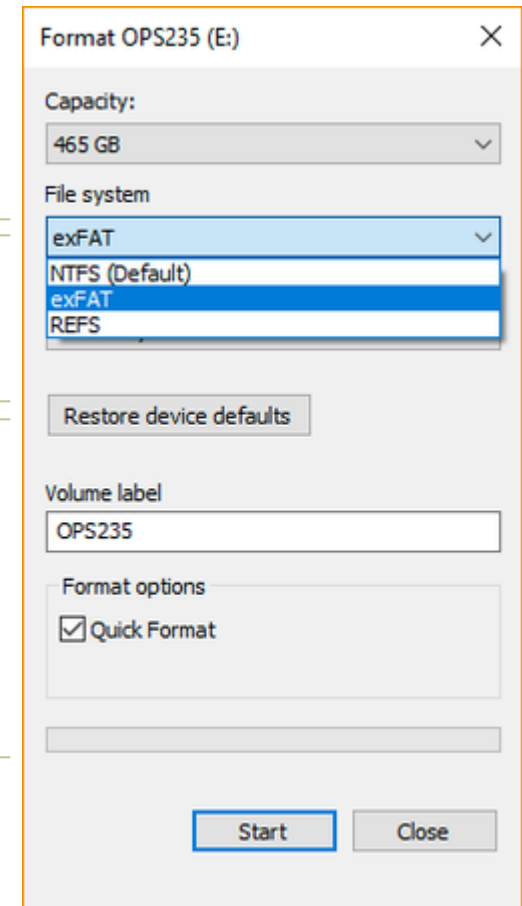 Format OPS235 (E:)
Capacity:
465 GB
File system
exFAT
NTFS (Default)
exFAT
REFS
Restore device defaults
Volume label
OPS235
Format options
Quick Format
Start
Close